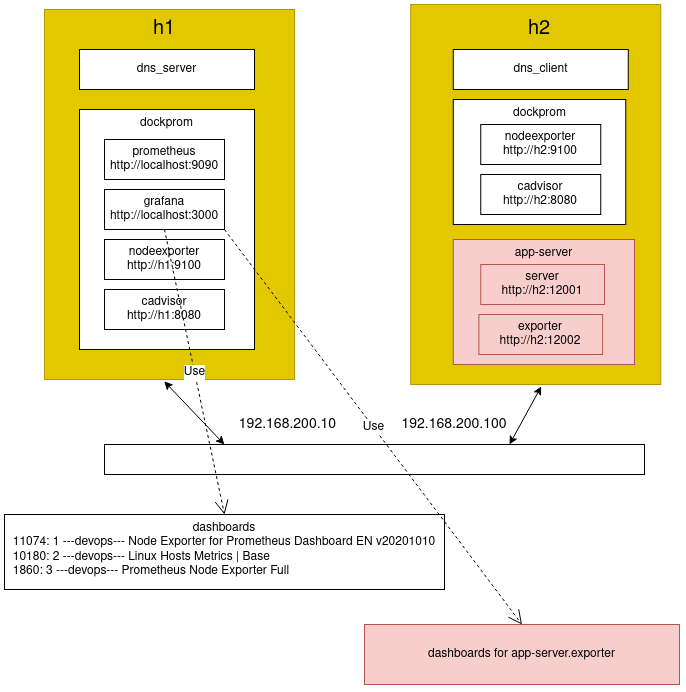 h1
dns_server
dockprom
prometheus
http://localhost:9090
grafana
http://localhost:3000
nodeexporter
http://h1:9100
cadvisor
http://h1:8080
Use
h2
dns_client
dockprom
nodeexporter
http://h2:9100
cadvisor
http://h2:8080
app-server
server
http://h2:12001
exporter
http://h2:12002
192.168.200.10
Use
192.168.200.100
dashboards
11074: 1 ---devops--- Node Exporter for Prometheus Dashboard EN v20201010
10180: 2 ---devops--- Linux Hosts Metrics | Base
1860: 3 ---devops--- Prometheus Node Exporter Full
dashboards for app-server.exporter